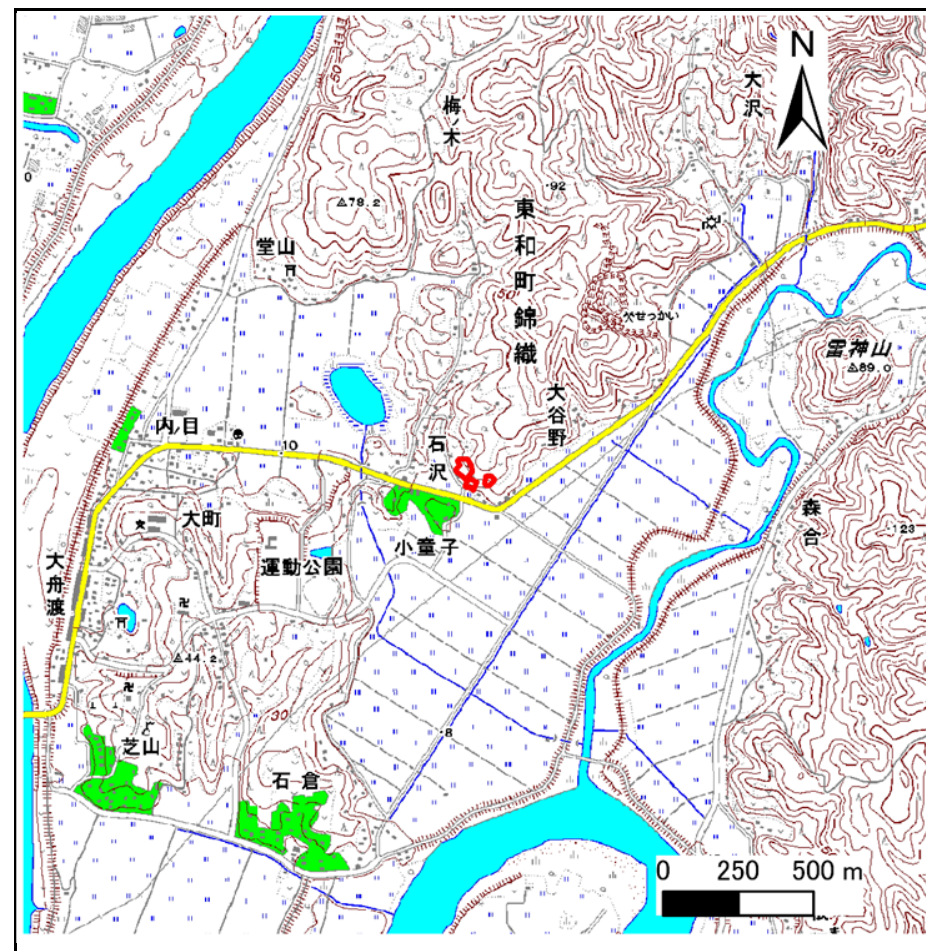 N
大沢
50
梅ノ木
100
92
78.2
東和町錦織
堂山
50
せっかい
雷神山
89.0
大谷野
内ノ目
10
石沢
大町
小童子
森合
123
運動公園
大舟渡
44.2
30
8
芝山
石倉
0 250 500 m